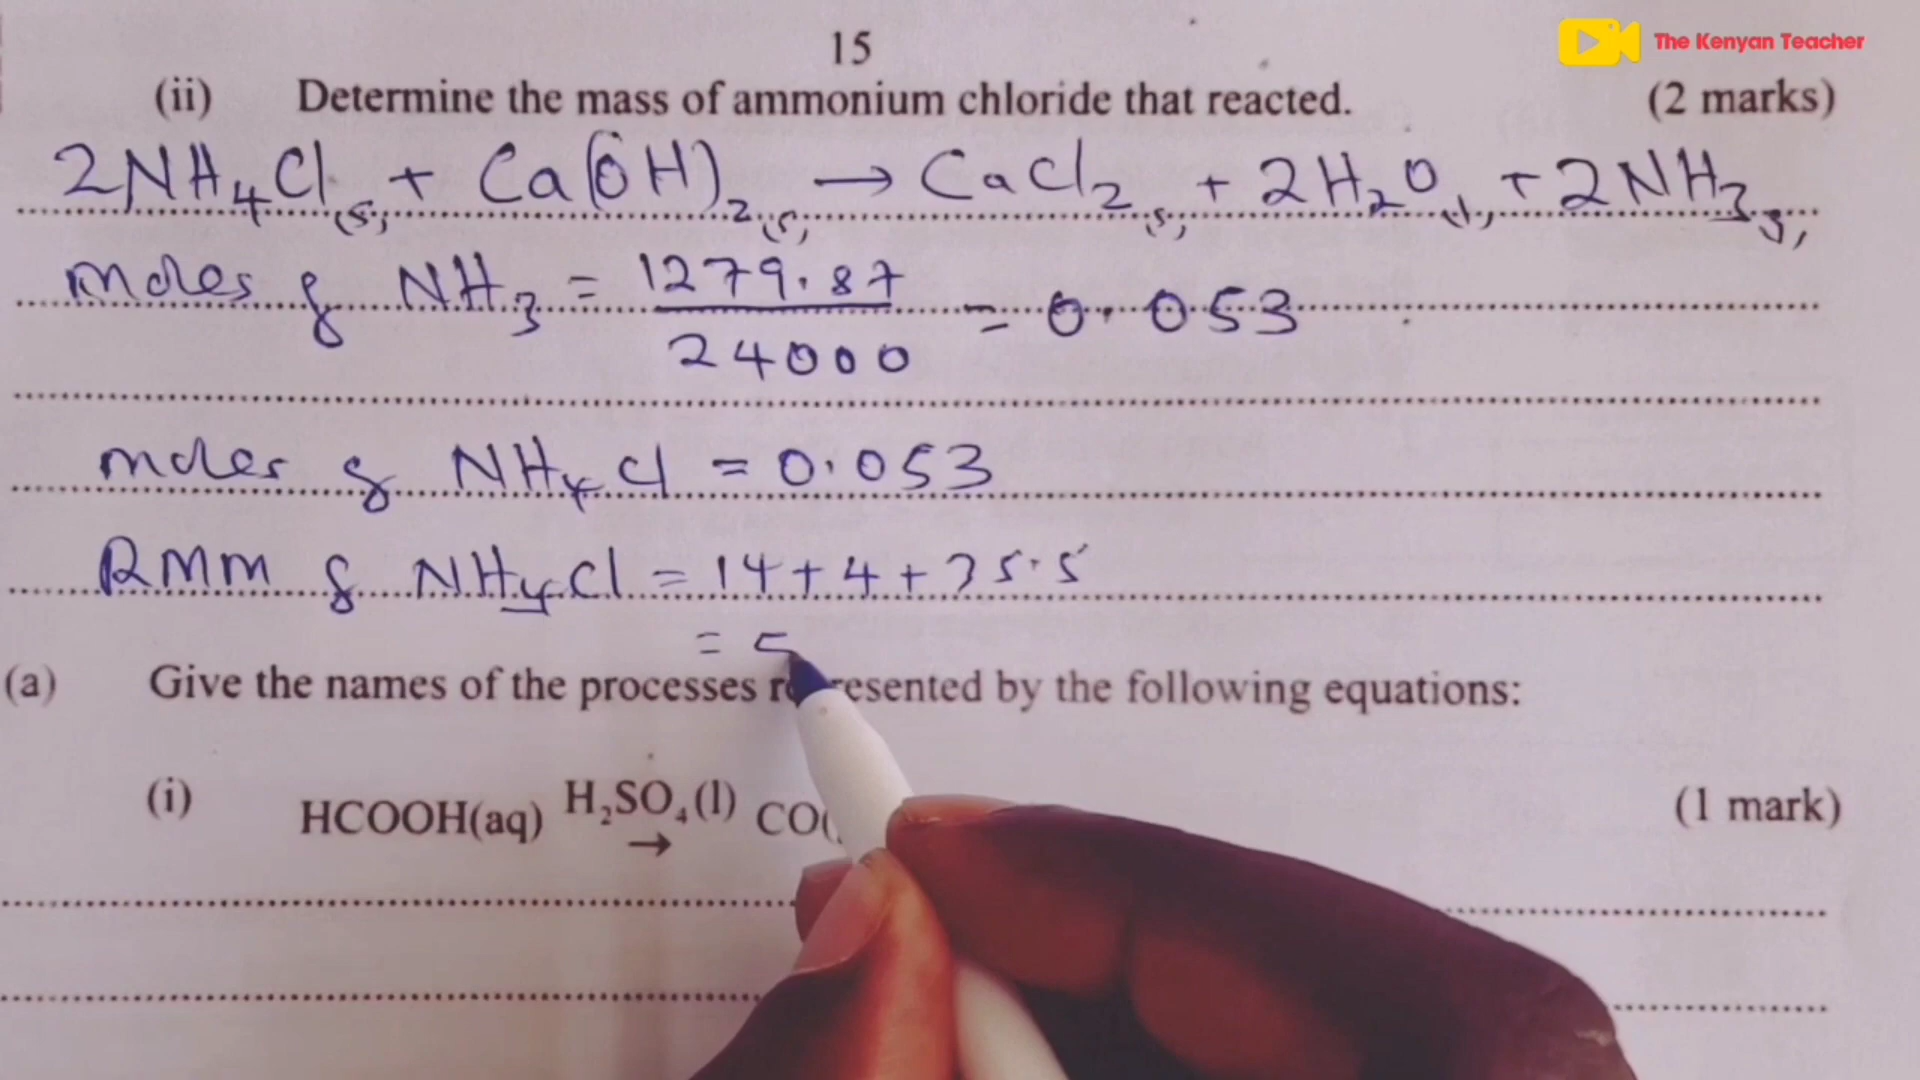 15
The Kenyan Teacher
(ii) Determine the mass of ammonium chloride that reacted. (2 marks)
2NH₄Cl(s) + Ca(OH)₂(s) → CaCl₂(s) + 2H₂O(l) + 2NH₃(g)
moles of NH₃ = 1279.87 = 0.053
24000
moles of NH₄Cl = 0.053
RMM of NH₄Cl = 14 + 4 + 35.5
= 5
(a) Give the names of the processes represented by the following equations:
(i) HCOOH(aq) H₂SO₄(l) → CO( (1 mark)